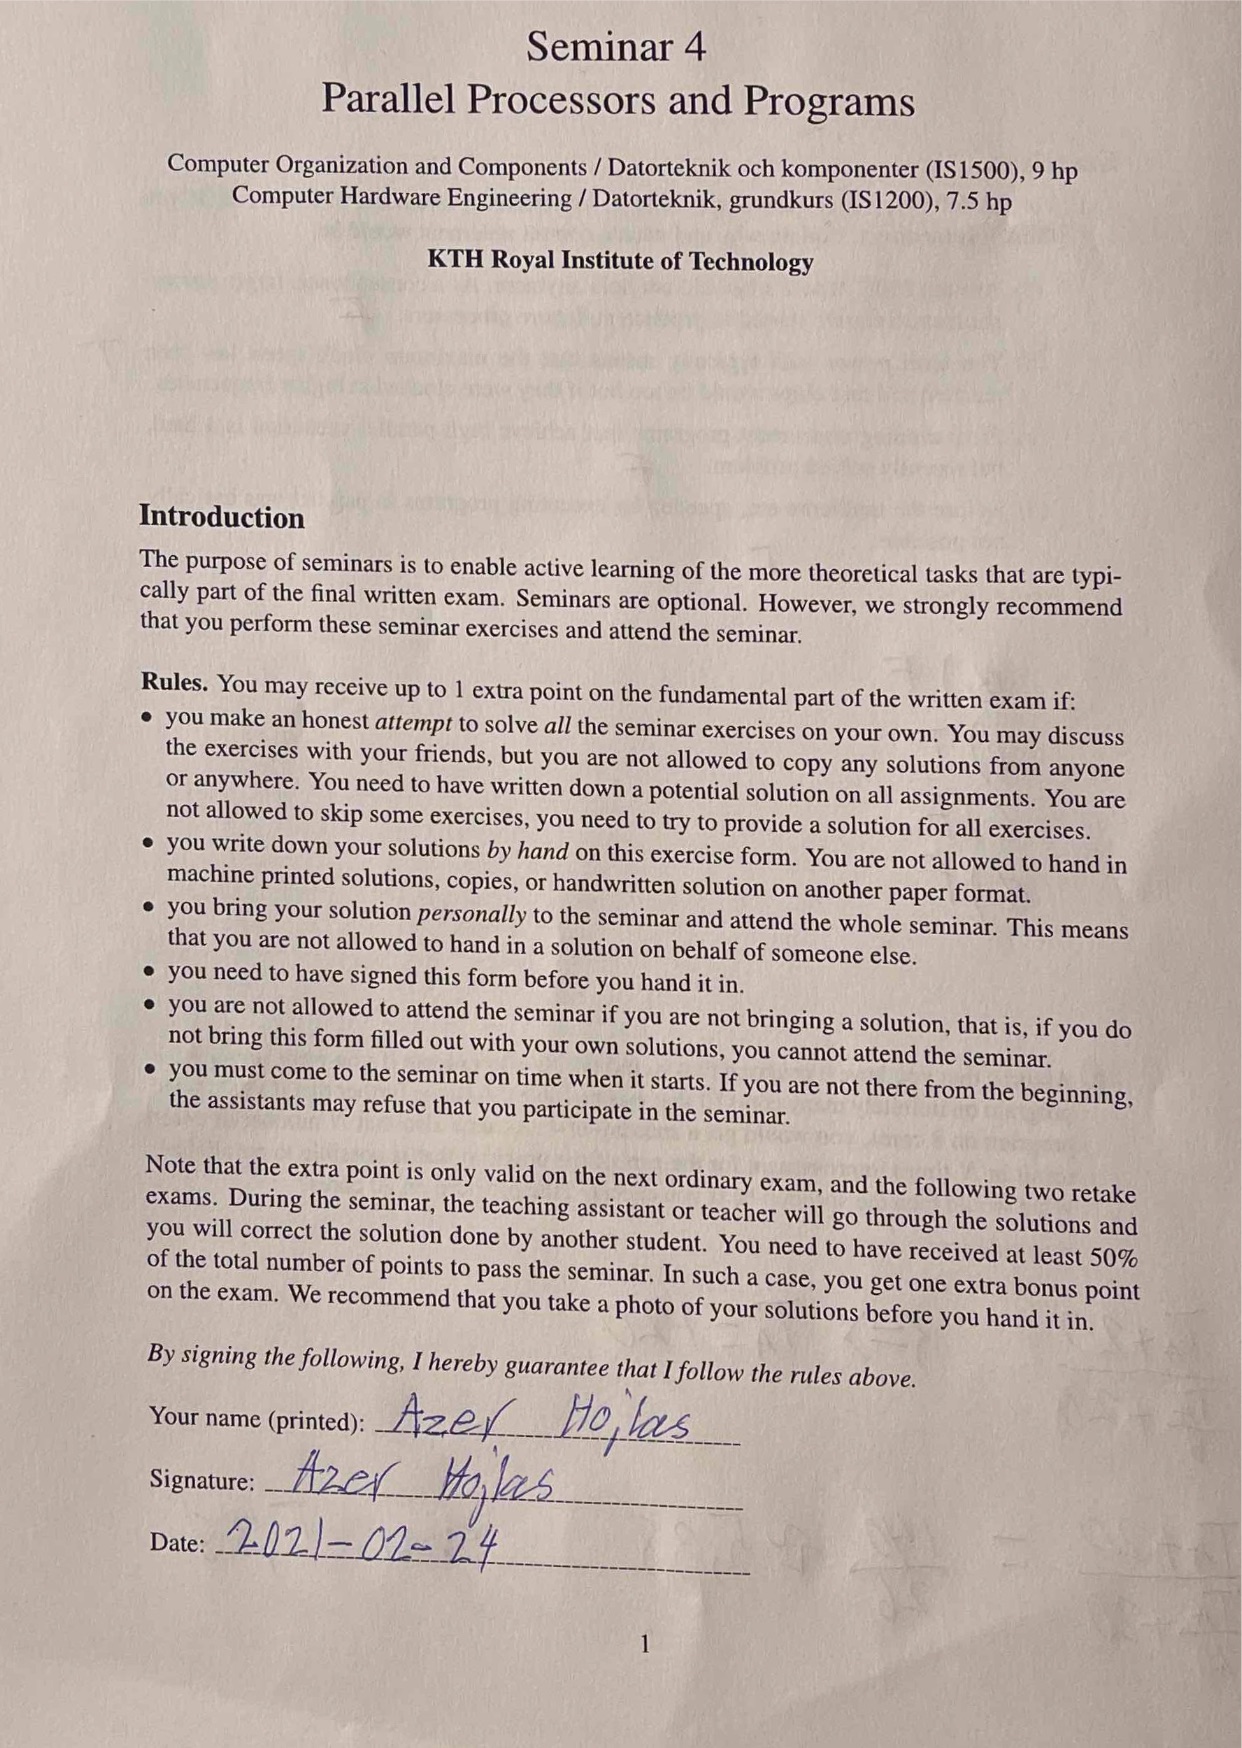 Seminar 4
Parallel Processors and Programs
Computer Organization and Components / Datorteknik och komponenter (IS1500), 9 hp
Computer Hardware Engineering / Datorteknik, grundkurs (IS1200), 7.5 hp
KTH Royal Institute of Technology
Introduction
The purpose of seminars is to enable active learning of the more theoretical tasks that are typi-
cally part of the final written exam. Seminars are optional. However, we strongly recommend
that you perform these seminar exercises and attend the seminar.
Rules. You may receive up to 1 extra point on the fundamental part of the written exam if:
• you make an honest attempt to solve all the seminar exercises on your own. You may discuss
the exercises with your friends, but you are not allowed to copy any solutions from anyone
or anywhere. You need to have written down a potential solution on all assignments. You are
not allowed to skip some exercises, you need to try to provide a solution for all exercises.
• you write down your solutions by hand on this exercise form. You are not allowed to hand in
machine printed solutions, copies, or handwritten solution on another paper format.
• you bring your solution personally to the seminar and attend the whole seminar. This means
that you are not allowed to hand in a solution on behalf of someone else.
• you need to have signed this form before you hand it in.
• you are not allowed to attend the seminar if you are not bringing a solution, that is, if you do
not bring this form filled out with your own solutions, you cannot attend the seminar.
• you must come to the seminar on time when it starts. If you are not there from the beginning,
the assistants may refuse that you participate in the seminar.
Note that the extra point is only valid on the next ordinary exam, and the following two retake
exams. During the seminar, the teaching assistant or teacher will go through the solutions and
you will correct the solution done by another student. You need to have received at least 50%
of the total number of points to pass the seminar. In such a case, you get one extra bonus point
on the exam. We recommend that you take a photo of your solutions before you hand it in.
By signing the following, I hereby guarantee that I follow the rules above.
Your name (printed): Azer Hojlas
Signature: Azer Hojlas
Date: 2021-02-24
1